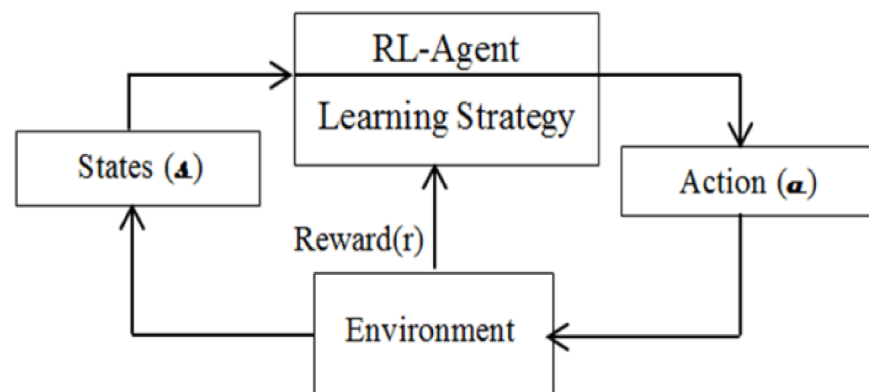 RL-Agent
Learning Strategy
States (s)
Action (a)
Reward(r)
Environment